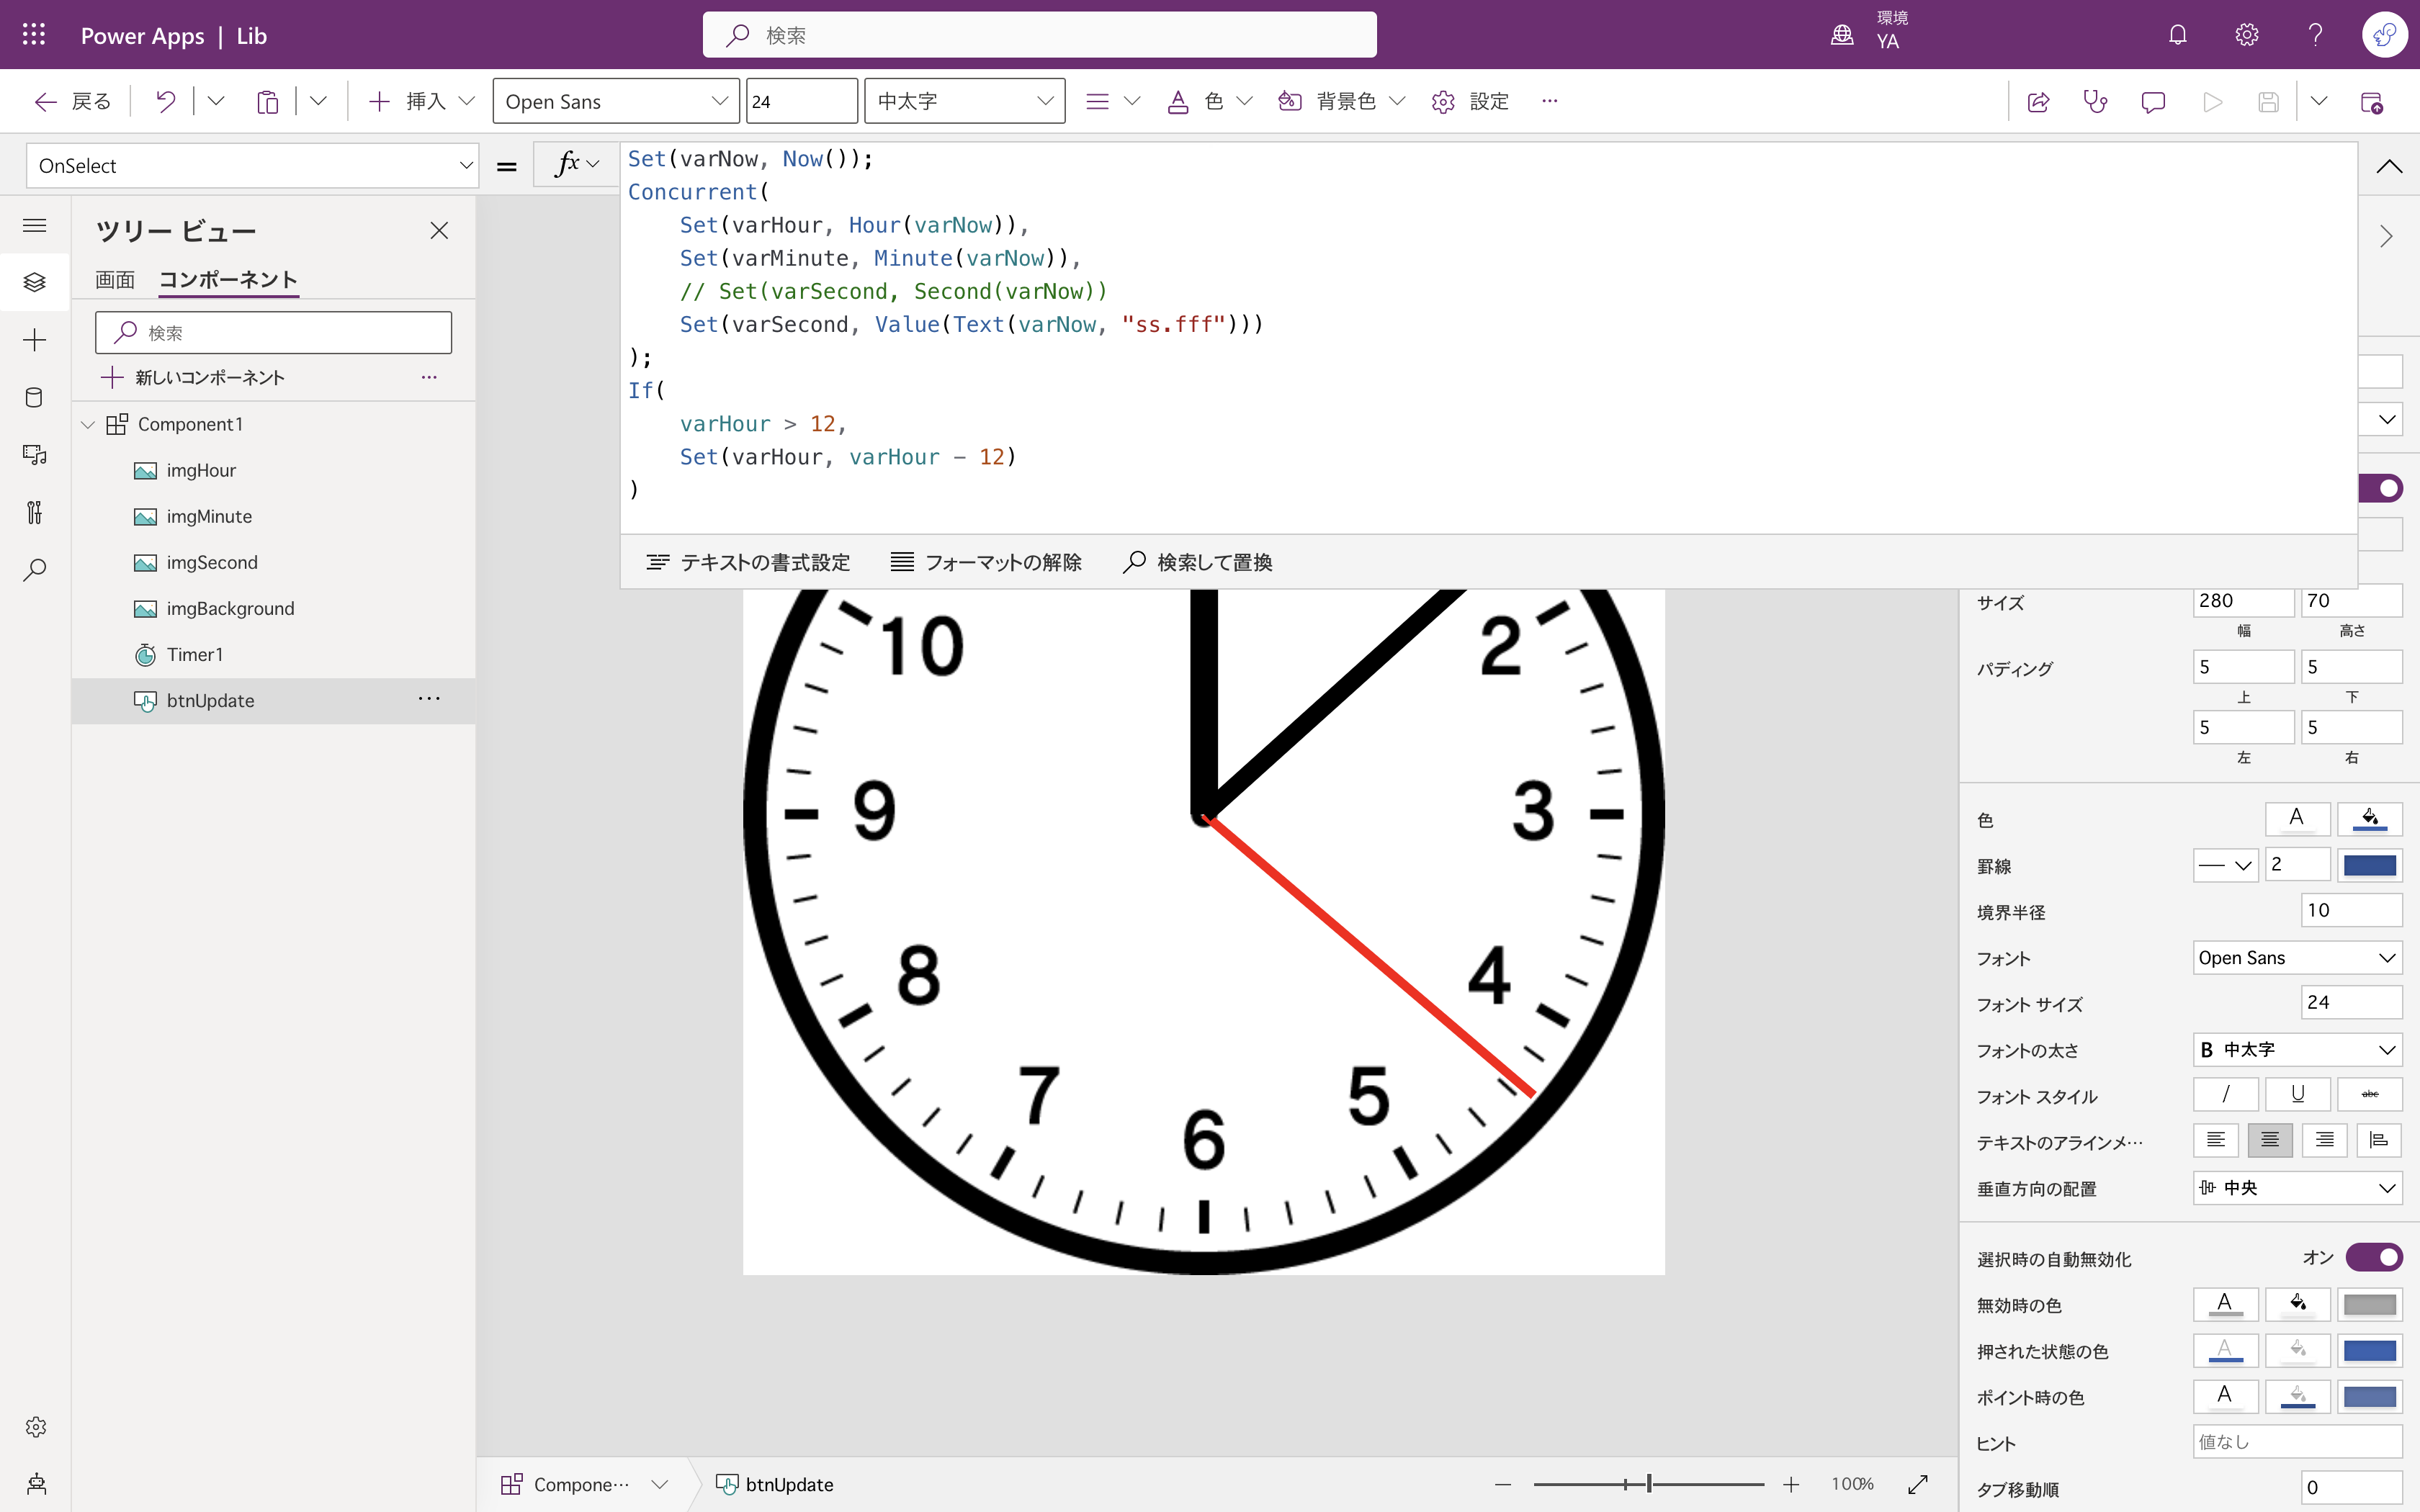 Power Apps | Lib
検索
環境
YA
戻る
挿入
Open Sans
24
中太字
色
背景色
設定
OnSelect
=
fx
Set(varNow, Now());
Concurrent(
    Set(varHour, Hour(varNow)),
    Set(varMinute, Minute(varNow)),
    // Set(varSecond, Second(varNow))
    Set(varSecond, Value(Text(varNow, "ss.fff")))
);
If(
    varHour > 12,
    Set(varHour, varHour - 12)
)
テキストの書式設定
フォーマットの解除
検索して置換
ツリー ビュー
画面
コンポーネント
検索
新しいコンポーネント
Component1
imgHour
imgMinute
imgSecond
imgBackground
Timer1
btnUpdate
10
2
9
3
8
4
7
5
6
サイズ
280
70
幅
高さ
パディング
5
5
上
下
5
5
左
右
色
A
罫線
2
境界半径
10
フォント
Open Sans
フォント サイズ
24
フォントの太さ
B 中太字
フォント スタイル
/
U
abc
テキストのアラインメ…
垂直方向の配置
中央
選択時の自動無効化
オン
無効時の色
A
押された状態の色
A
ポイント時の色
A
ヒント
値なし
タブ移動順
0
Compone…
btnUpdate
100%